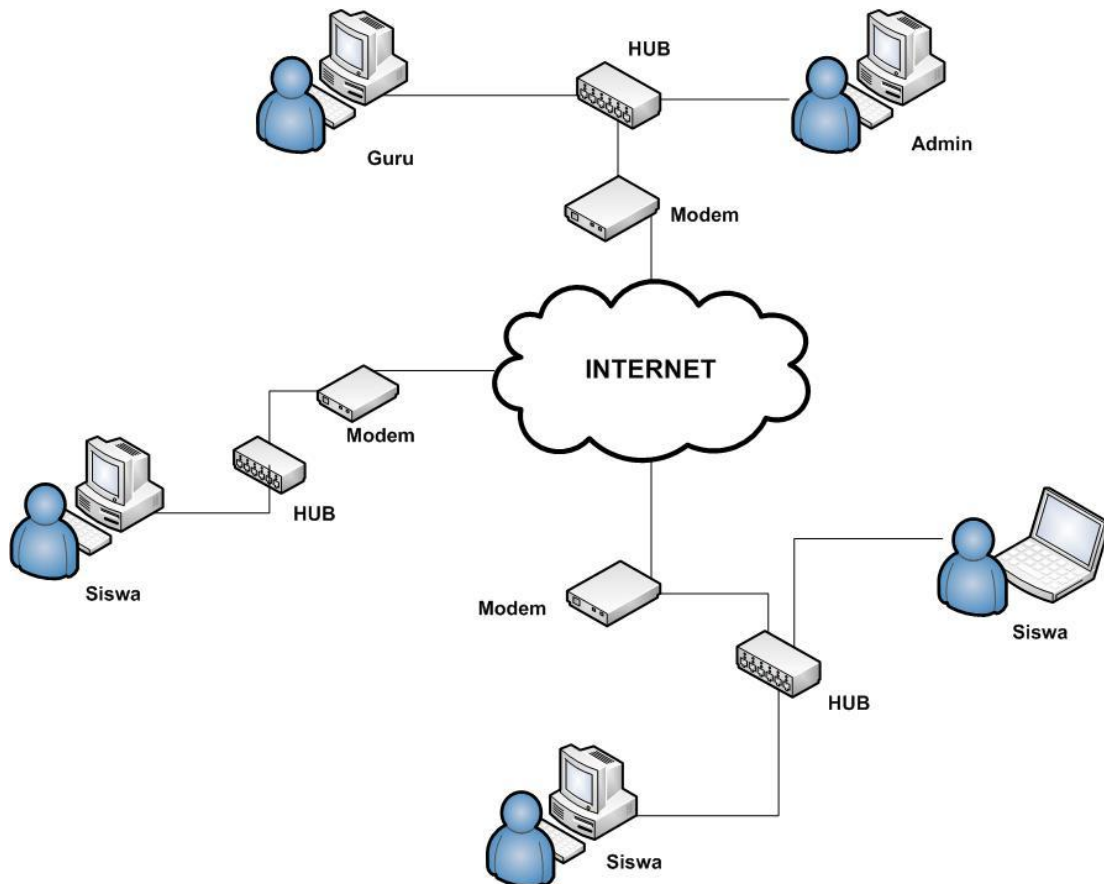 HUB
Guru
Admin
Modem
INTERNET
Modem
HUB
Siswa
Modem
Siswa
HUB
Siswa